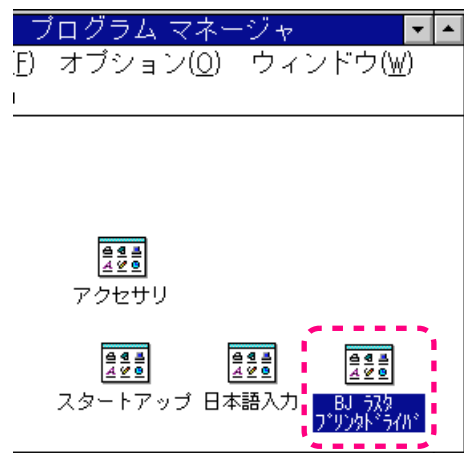 プログラム マネージャ
F) オプション(O) ウィンドウ(W)
アクセサリ
スタートアップ 日本語入力 BJ ﾗｽﾀ
ﾌﾟﾘﾝﾀﾄﾞﾗｲﾊﾞ